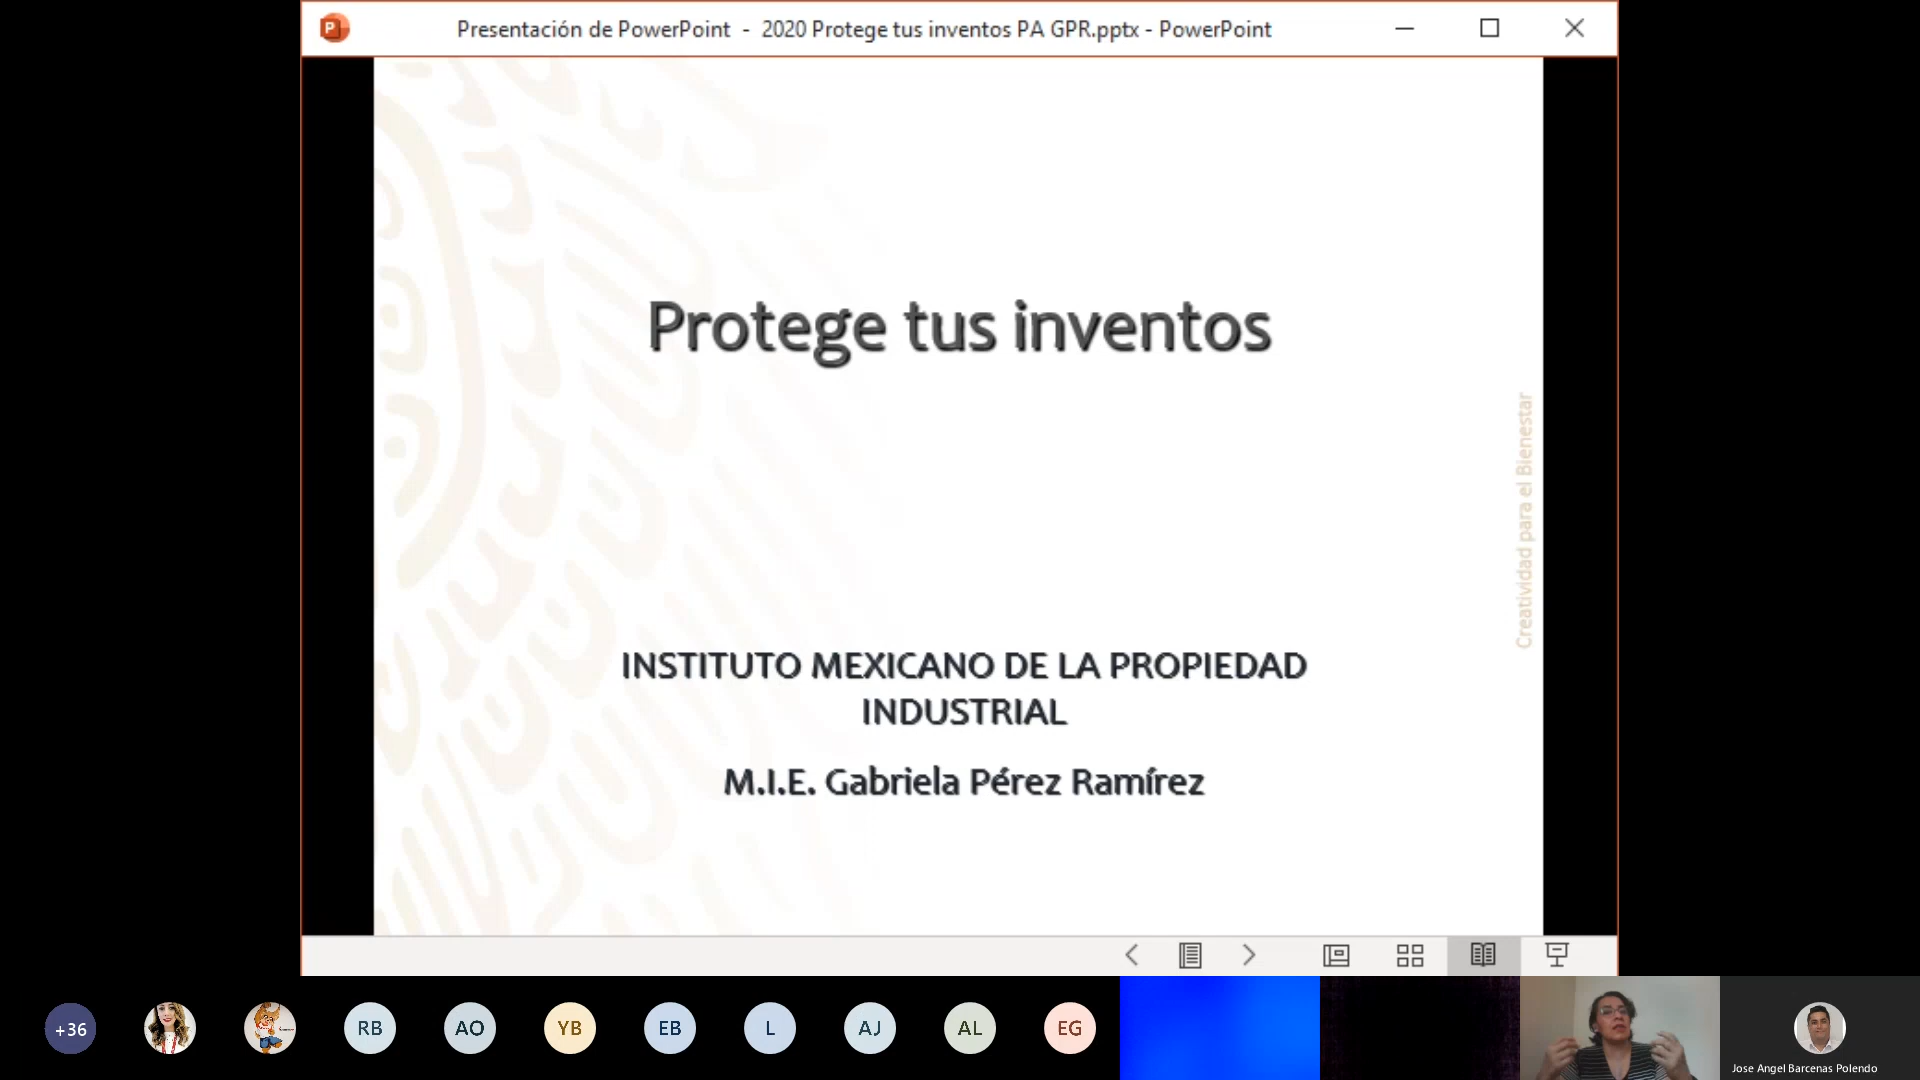 Presentación de PowerPoint - 2020 Protege tus inventos PA GPR.pptx - PowerPoint
Protege tus inventos
Creatividad para el Bienestar
INSTITUTO MEXICANO DE LA PROPIEDAD
INDUSTRIAL
M.I.E. Gabriela Pérez Ramírez
+36
RB
AO
YB
EB
L
AJ
AL
EG
Jose Angel Barcenas Polendo